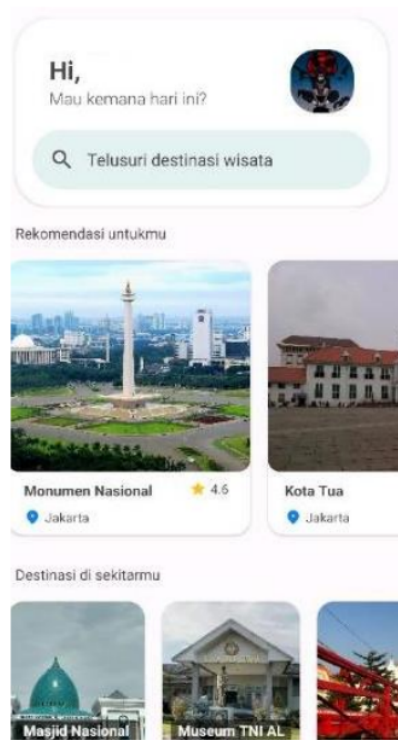 Hi,
Mau kemana hari ini?
Telusuri destinasi wisata
Rekomendasi untukmu
Monumen Nasional 4.6
Jakarta
Kota Tua
Jakarta
Destinasi di sekitarmu
Masjid Nasional
Museum TNI AL